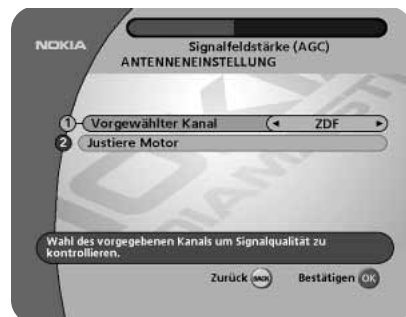 NOKIA
Signalfeldstärke (AGC)
ANTENNENEINSTELLUNG
1 Vorgewählter Kanal ZDF
2 Justiere Motor
Wahl des vorgegebenen Kanals um Signalqualität zu
kontrollieren.
Zurück BACK Bestätigen OK